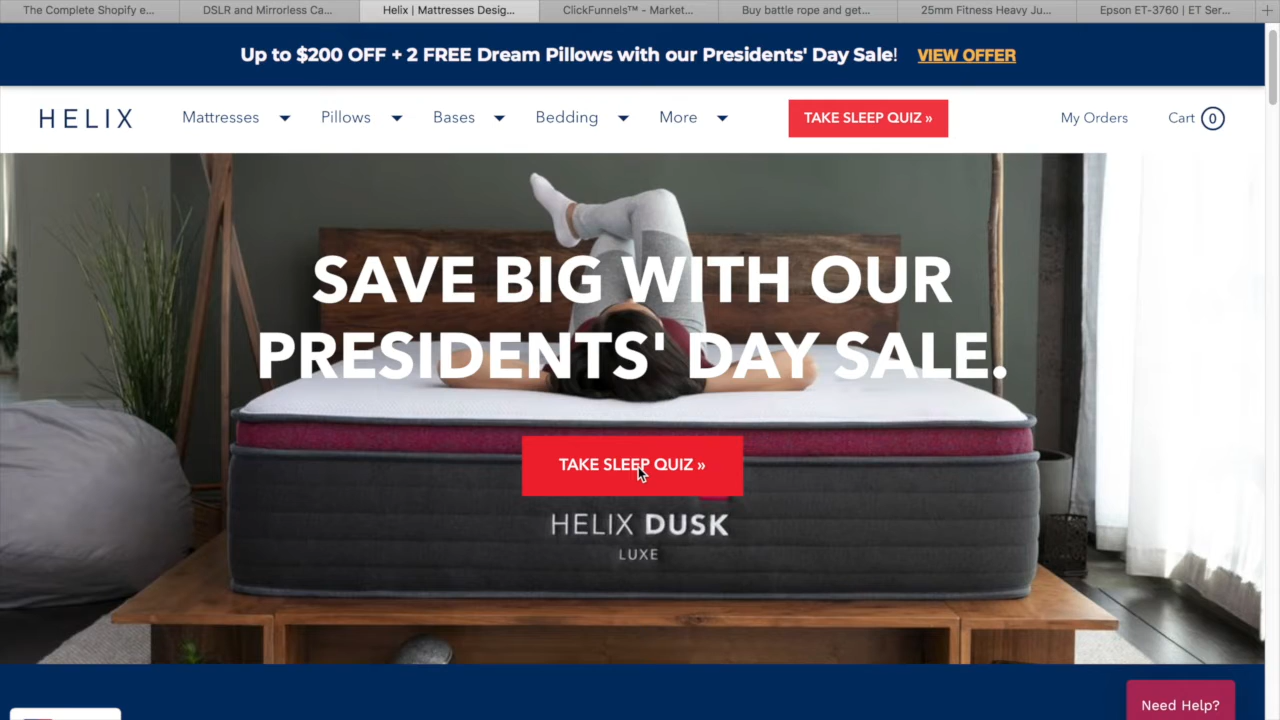 The Complete Shopify e...
DSLR and Mirrorless Ca...
Helix | Mattresses Desig...
ClickFunnels™ - Market...
Buy battle rope and get...
25mm Fitness Heavy Ju...
Epson ET-3760 | ET Ser...
Up to $200 OFF + 2 FREE Dream Pillows with our Presidents' Day Sale! VIEW OFFER
HELIX
Mattresses
Pillows
Bases
Bedding
More
TAKE SLEEP QUIZ »
My Orders
Cart 0
SAVE BIG WITH OUR
PRESIDENTS' DAY SALE.
TAKE SLEEP QUIZ »
HELIX DUSK
LUXE
Need Help?